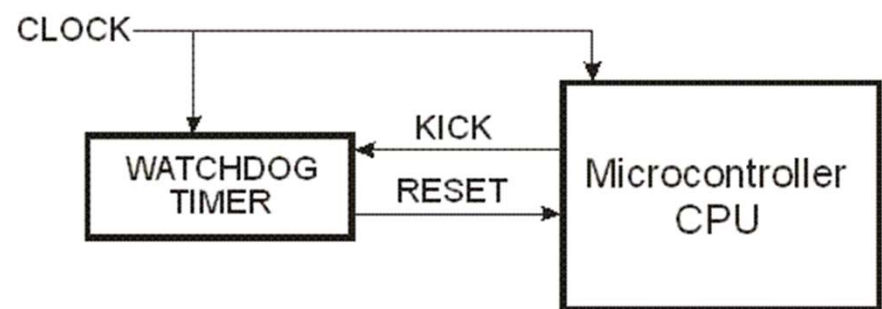 CLOCK
KICK
WATCHDOG
TIMER
RESET
Microcontroller
CPU